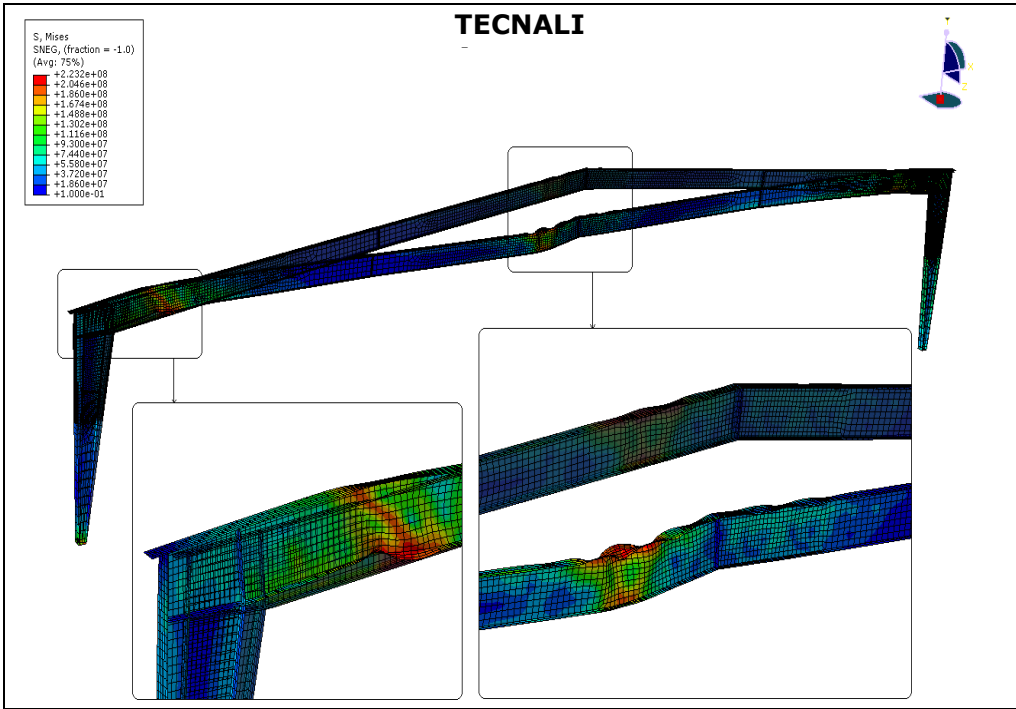 TECNALI
S, Mises
SNEG, (fraction = -1.0)
(Avg: 75%)
+2.232e+08
+2.046e+08
+1.860e+08
+1.674e+08
+1.488e+08
+1.302e+08
+1.116e+08
+9.300e+07
+7.440e+07
+5.580e+07
+3.720e+07
+1.860e+07
+1.000e-01
Y
X
Z